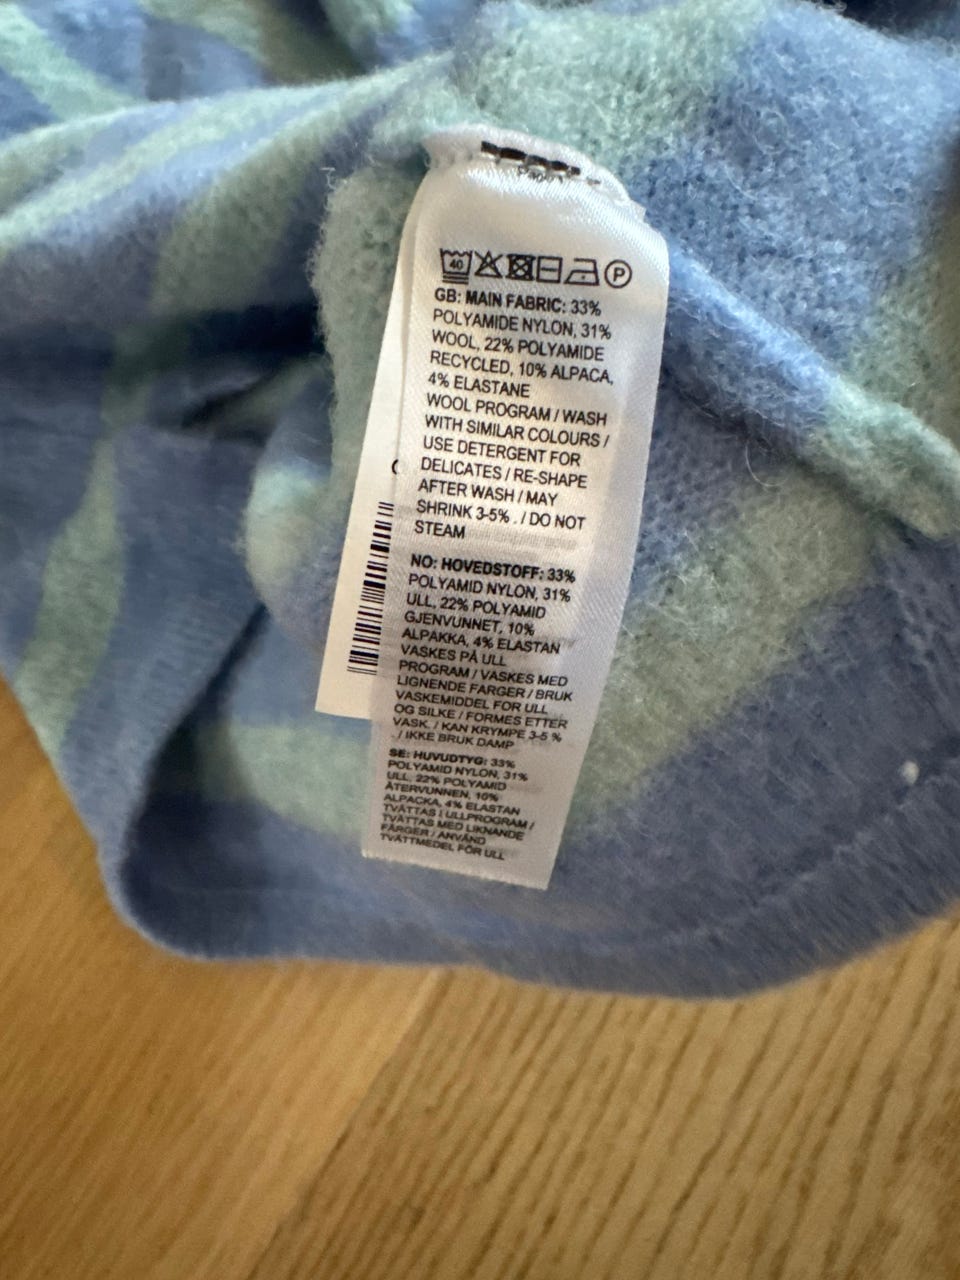 40 P
GB: MAIN FABRIC: 33%
POLYAMIDE NYLON, 31%
WOOL, 22% POLYAMIDE
RECYCLED, 10% ALPACA,
4% ELASTANE
WOOL PROGRAM / WASH
WITH SIMILAR COLOURS /
USE DETERGENT FOR
DELICATES / RE-SHAPE
AFTER WASH / MAY
SHRINK 3-5% . / DO NOT
STEAM
NO: HOVEDSTOFF: 33%
POLYAMID NYLON, 31%
ULL, 22% POLYAMID
GJENVUNNET, 10%
ALPAKKA, 4% ELASTAN
VASKES PÅ ULL
PROGRAM / VASKES MED
LIGNENDE FARGER / BRUK
VASKEMIDDEL FOR ULL
OG SILKE / FORMES ETTER
VASK. / KAN KRYMPE 3-5 %
. / IKKE BRUK DAMP
SE: HUVUDTYG: 33%
POLYAMID NYLON, 31%
ULL, 22% POLYAMID
ÅTERVUNNEN, 10%
ALPACKA, 4% ELASTAN
TVÄTTAS I ULLPROGRAM /
TVÄTTAS MED LIKNANDE
FÄRGER / ANVÄND
TVÄTTMEDEL FÖR ULL